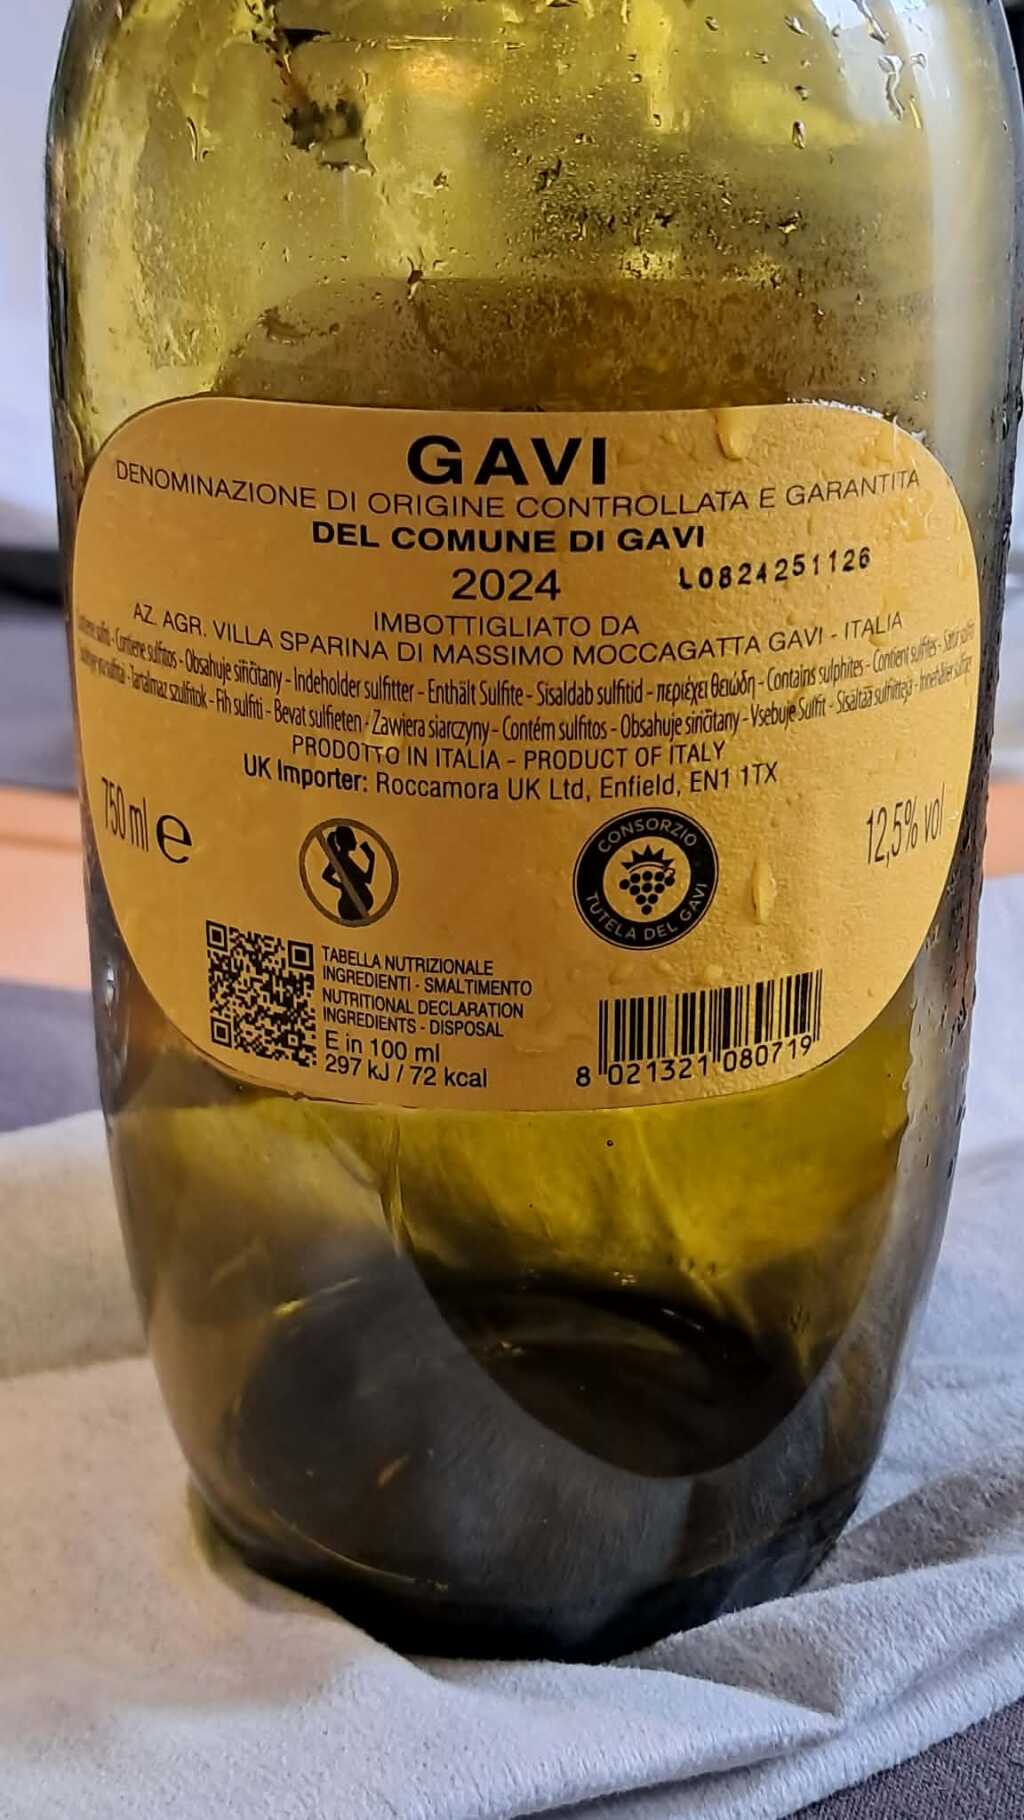 GAVI
DENOMINAZIONE DI ORIGINE CONTROLLATA E GARANTITA
DEL COMUNE DI GAVI
2024
L0824251126
IMBOTTIGLIATO DA
AZ. AGR. VILLA SPARINA DI MASSIMO MOCCAGATTA GAVI - ITALIA
sulfiti - Contiene sulfitos - Obsahuje siřičitany - Indeholder sulfitter - Enthält Sulfite - Sisaldab sulfitid - περιέχει θειώδη - Contains sulphites - Contient sulfites -
- Tartalmaz szulfitok - Fih sulfiti - Bevat sulfieten - Zawiera siarczyny - Contém sulfitos - Obsahuje siričitany - Vsebuje Sulfit - Sisältää sulfiittejä - Innehåller sulfiter
PRODOTTO IN ITALIA - PRODUCT OF ITALY
UK Importer: Roccamora UK Ltd, Enfield, EN1 1TX
750 ml e
12,5% vol
CONSORZIO
TUTELA DEL GAVI
TABELLA NUTRIZIONALE
INGREDIENTI - SMALTIMENTO
NUTRITIONAL DECLARATION
INGREDIENTS - DISPOSAL
E in 100 ml
297 kJ / 72 kcal
8 021321 080719